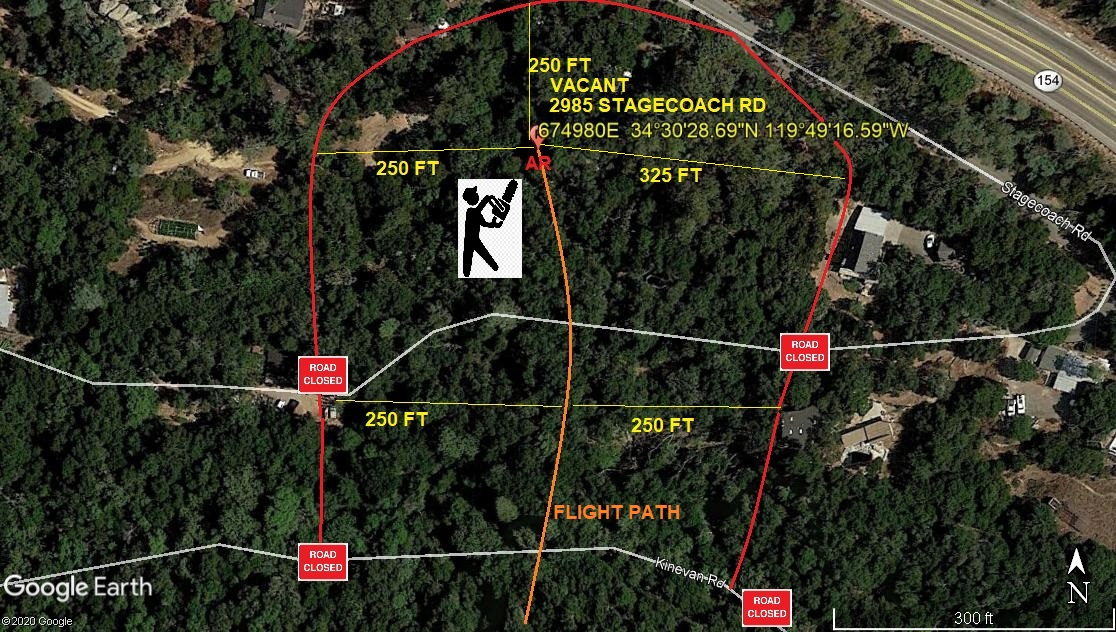 250 FT
VACANT
2985 STAGECOACH RD
154
674980E  34°30'28.69"N 119°49'16.59"W
AR
250 FT
325 FT
Stagecoach Rd
ROAD
CLOSED
ROAD
CLOSED
250 FT
250 FT
FLIGHT PATH
ROAD
CLOSED
Kinevan Rd
ROAD
CLOSED
Google Earth
N
300 ft
©2020 Google